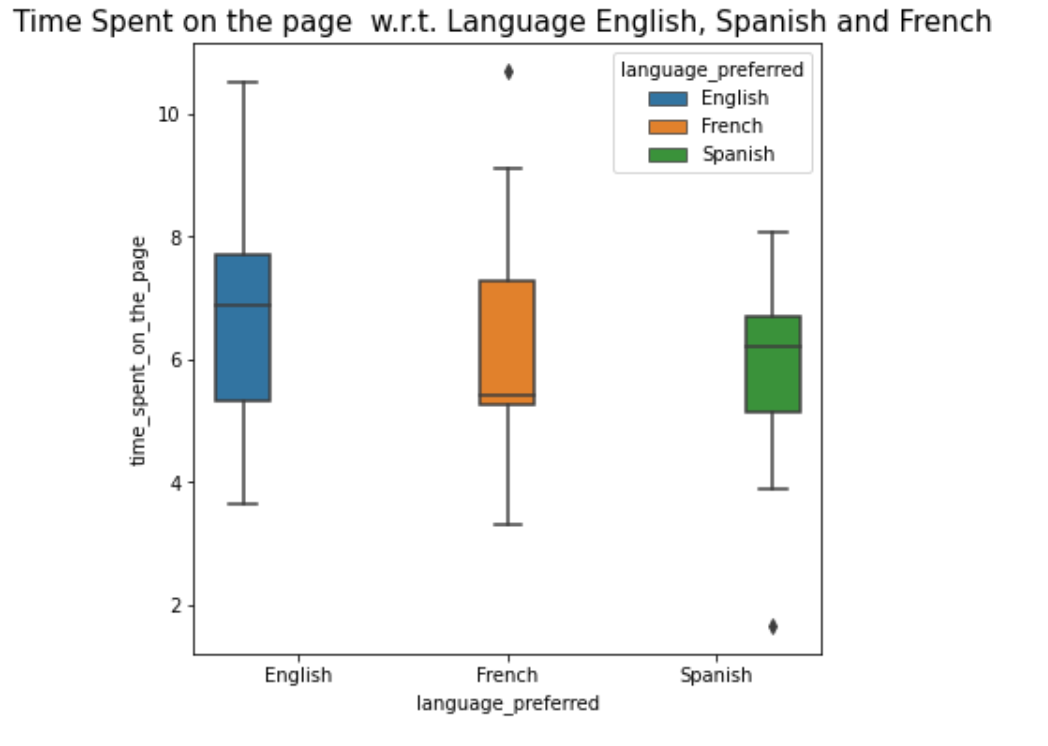 Time Spent on the page  w.r.t. Language English, Spanish and French
language_preferred
English
French
Spanish
10
8
6
4
2
time_spent_on_the_page
English French Spanish
language_preferred